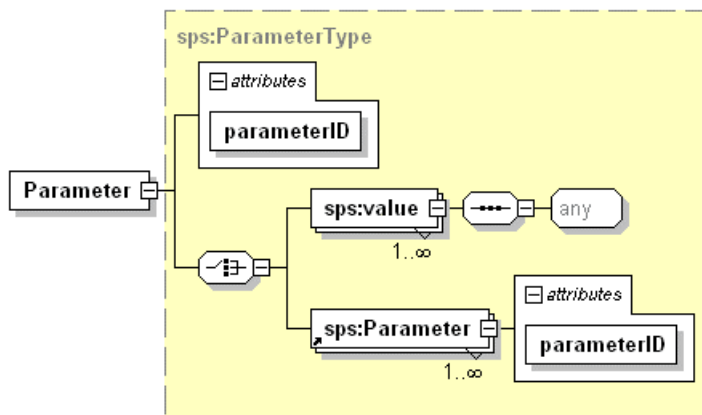 sps:ParameterType
attributes
parameterID
Parameter
sps:value
any
1..∞
attributes
sps:Parameter
parameterID
1..∞